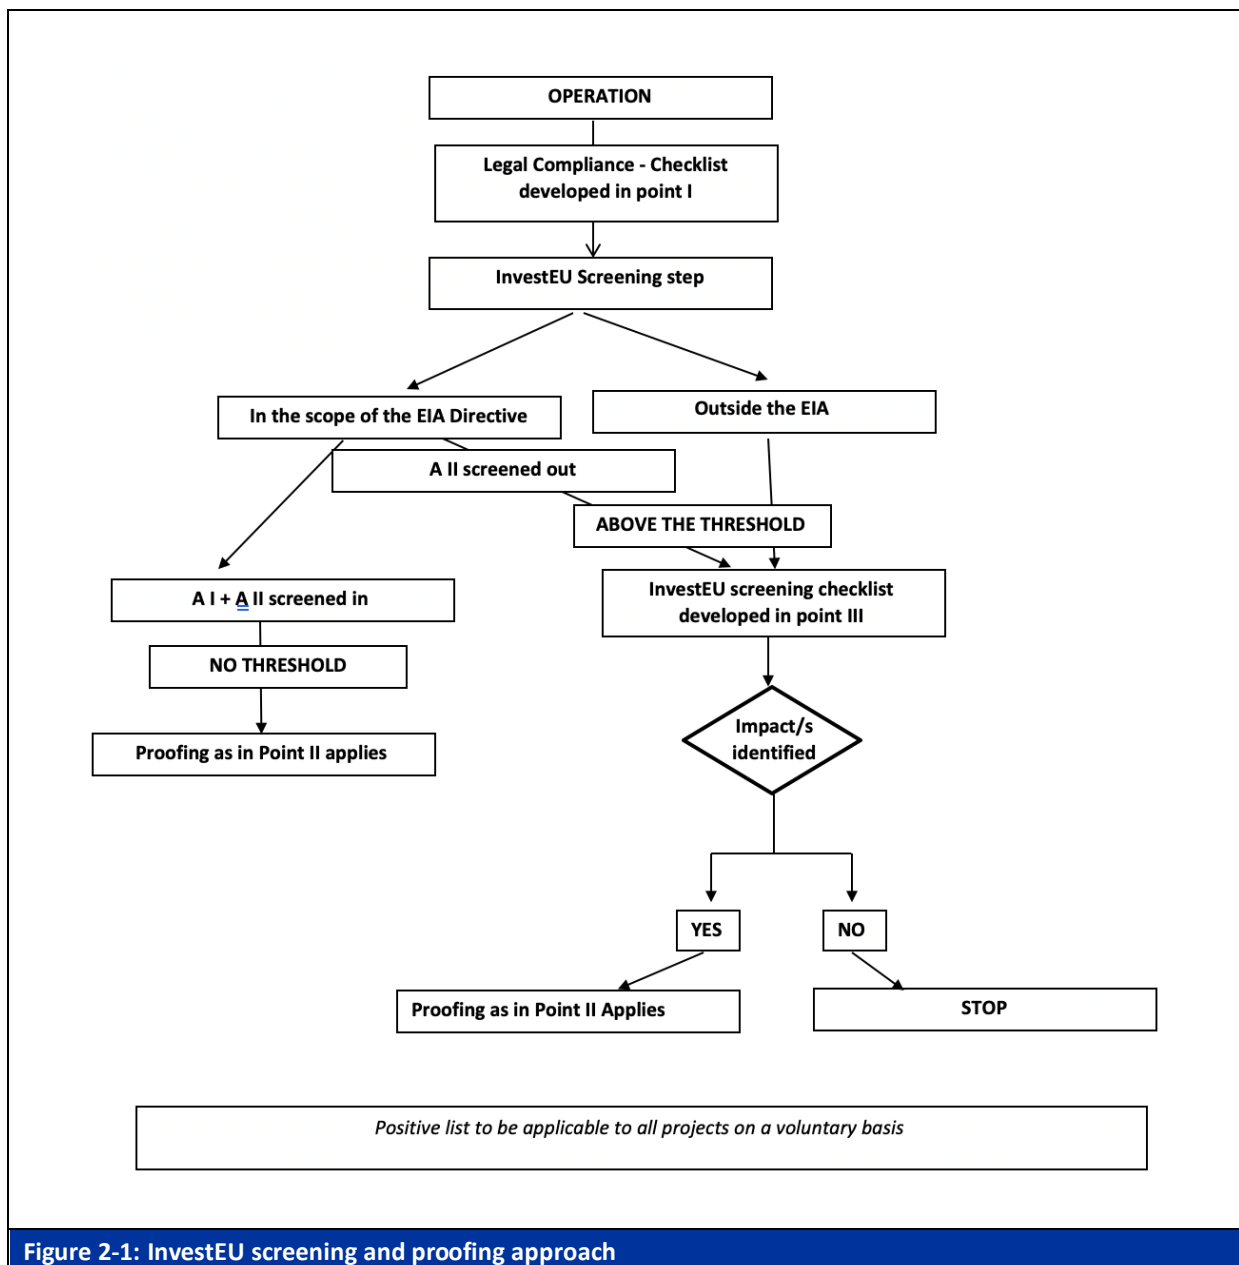 OPERATION
Legal Compliance - Checklist
developed in point I
InvestEU Screening step
In the scope of the EIA Directive
Outside the EIA
A II screened out
ABOVE THE THRESHOLD
A I + A II screened in
InvestEU screening checklist
developed in point III
NO THRESHOLD
Proofing as in Point II applies
Impact/s
identified
YES
NO
Proofing as in Point II Applies
STOP
Positive list to be applicable to all projects on a voluntary basis
Figure 2-1: InvestEU screening and proofing approach